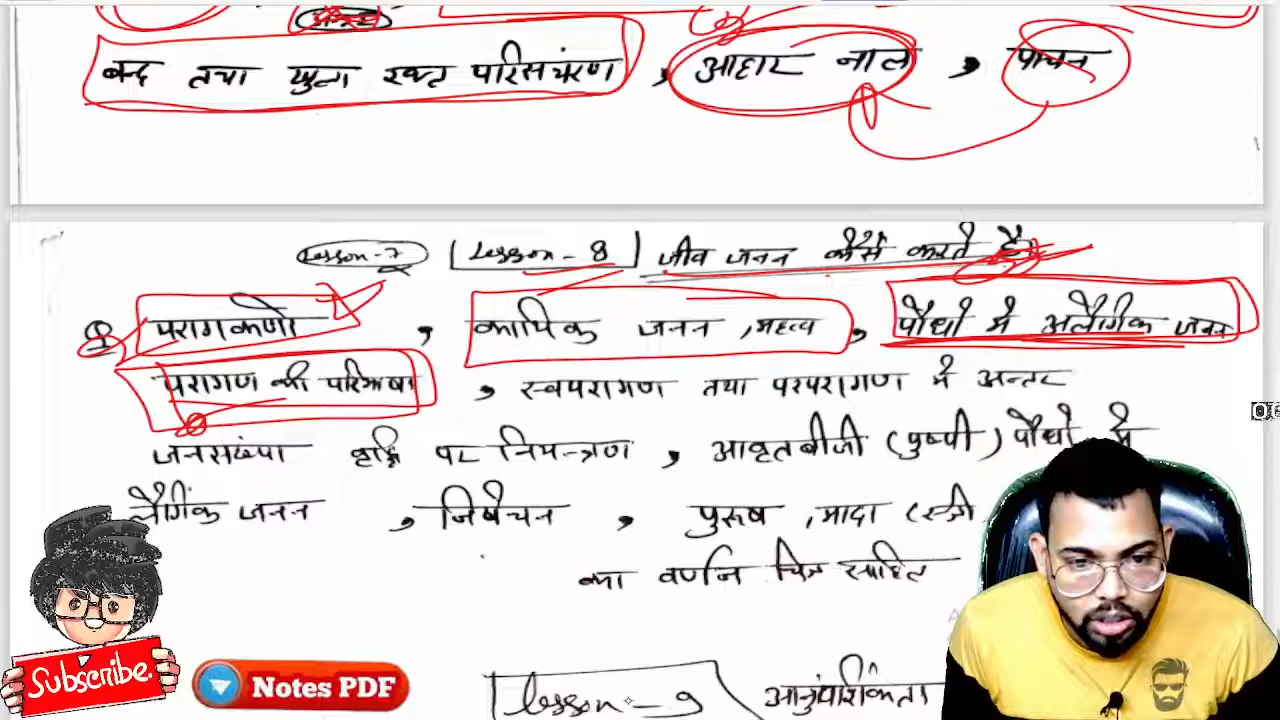 बन्द तथा खुला रक्त परिसंचरण , आहार नाल , पाचन
Lesson-7 Lesson-8 जीव जनन कैसे करते है
Q परागकणो , कायिक जनन , महत्व , पौधों मे अलैंगिक जनन
परागण की परिभाषा , स्वपरागण तथा परपरागण मे अन्तर
जनसंख्या वृद्धि पर नियन्त्रण , आवृतबीजी (पुष्पी) पौधों मे
लैंगिक जनन , निषेचन , पुरूष , मादा (स्त्री
का वर्णन चित्र साहित
Lesson-9 आनुवांशिकता
Subscribe.
Notes PDF